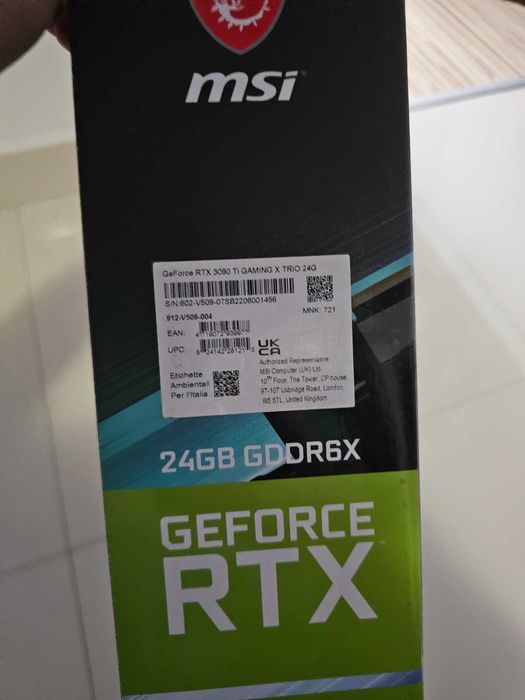 msi
GeForce RTX 3090 Ti GAMING X TRIO 24G
S/N:602-V509-07SB2206001456
MNK: 721
912-V509-004
EAN:
UPC:
UK
CA
Authorized Representative:
MSI Computer (UK) Ltd.
10th Floor, The Tower, CP house,
97-107 Uxbridge Road, London,
W5 5TL, United Kingdom
Etichette
Ambientali
Per l'Italia
24GB GDDR6X
GEFORCE
RTX